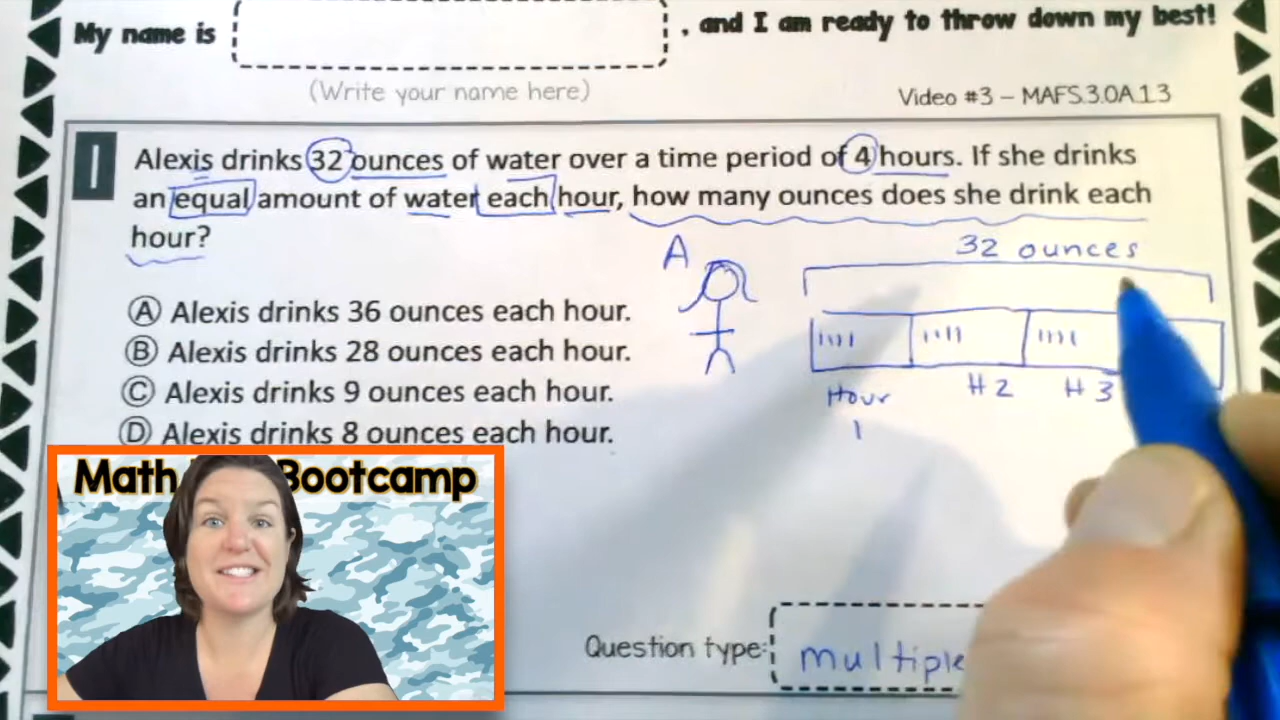 My name is , and I am ready to throw down my best!
(Write your name here)
Video #3 – MAFS.3.OA.1.3
1
Alexis drinks 32 ounces of water over a time period of 4 hours. If she drinks
an equal amount of water each hour, how many ounces does she drink each
hour?
A
32 ounces
Ⓐ Alexis drinks 36 ounces each hour.
Ⓑ Alexis drinks 28 ounces each hour.
Ⓒ Alexis drinks 9 ounces each hour.
Ⓓ Alexis drinks 8 ounces each hour.
Hour
1
H 2
H 3
Math Bootcamp
Question type: multiple